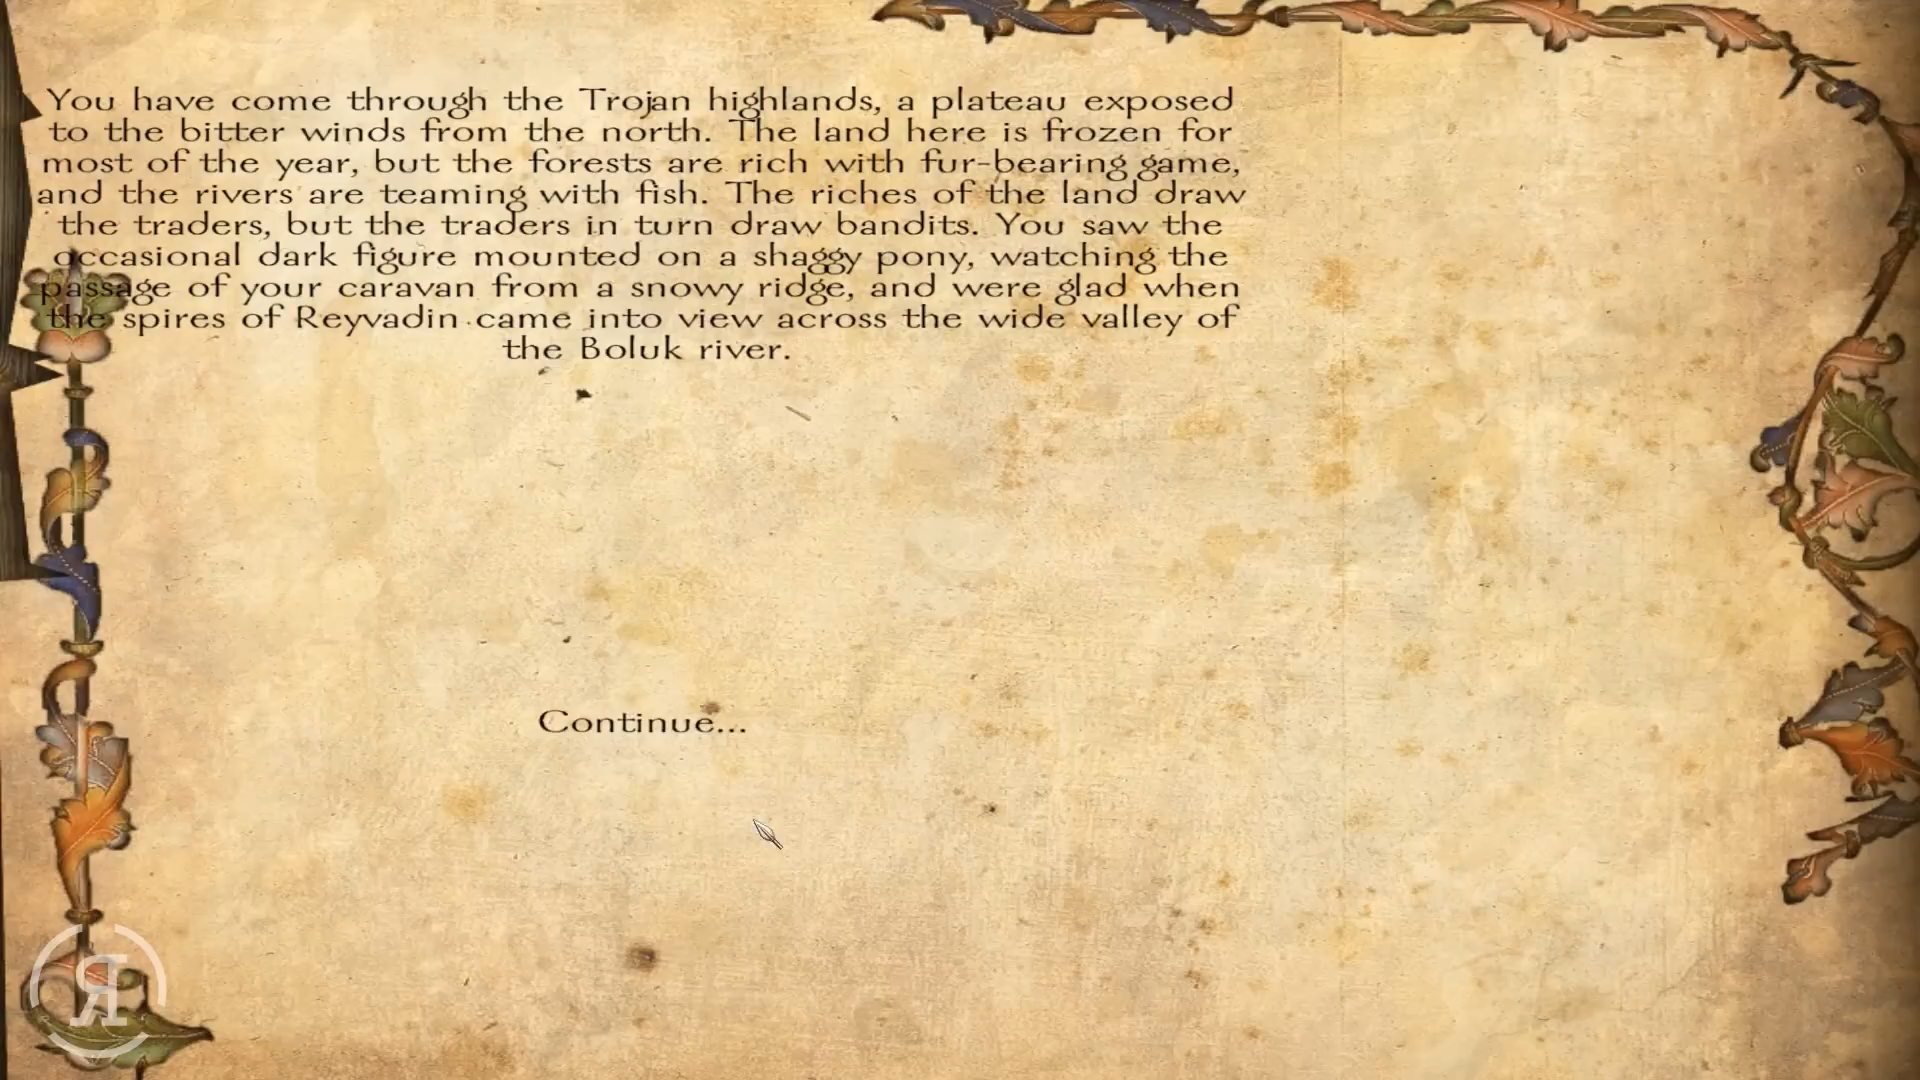 You have come through the Trojan highlands, a plateau exposed
to the bitter winds from the north. The land here is frozen for
most of the year, but the forests are rich with fur-bearing game,
and the rivers are teaming with fish. The riches of the land draw
the traders, but the traders in turn draw bandits. You saw the
occasional dark figure mounted on a shaggy pony, watching the
passage of your caravan from a snowy ridge, and were glad when
the spires of Reyvadin came into view across the wide valley of
the Boluk river.
Continue...